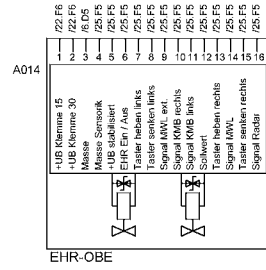 /22.F6
/22.F6
/6.D5
/25.F5
/25.F5
/25.F5
/25.F5
/25.F5
/25.F5
/25.F5
/25.F5
/25.F5
/25.F5
/25.F5
/25.F5
/25.F5
1 2 3 4 5 6 7 8 9 10 11 12 13 14 15 16
A014
+UB Klemme 15
+UB Klemme 30
Masse
Masse Sensorik
+UB stabilisiert
EHR Ein / Aus
Taster heben links
Taster senken links
Signal MWL ext.
Signal KMB rechts
Signal KMB links
Sollwert
Taster heben rechts
Signal MWL
Taster senken rechts
Signal Radar
EHR-OBE